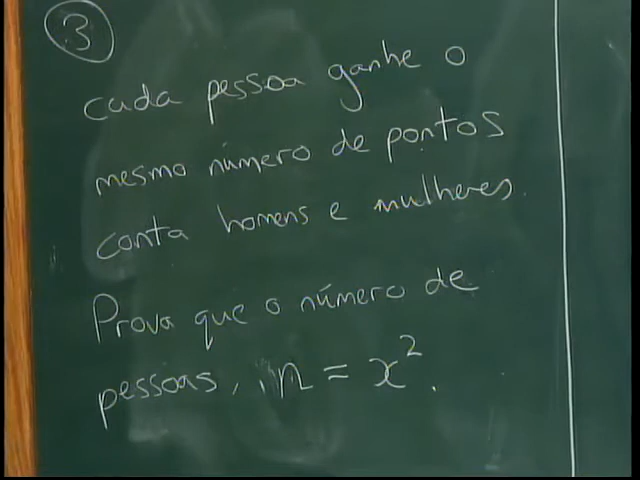 3
cada pessoa ganhe o
mesmo número de pontos
conta homens e mulheres.
Prova que o número de
pessoas, n = x².